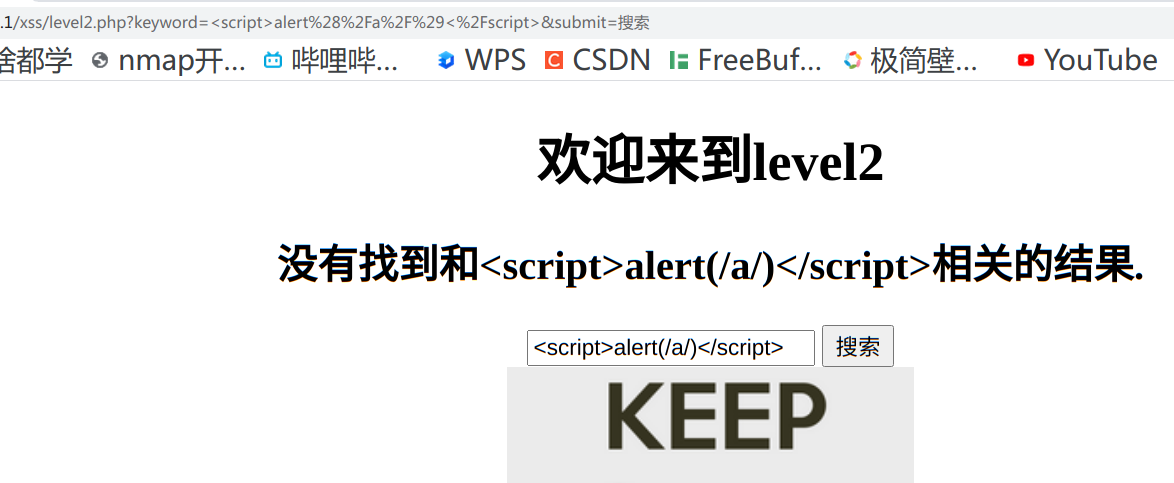 .1/xss/level2.php?keyword=<script>alert%28%2Fa%2F%29<%2Fscript>&submit=搜索
啥都学 nmap开... 哔哩哔... WPS CSDN FreeBuf... 极简壁... YouTube
欢迎来到level2
没有找到和<script>alert(/a/)</script>相关的结果.
<script>alert(/a/)</script> 搜索
KEEP